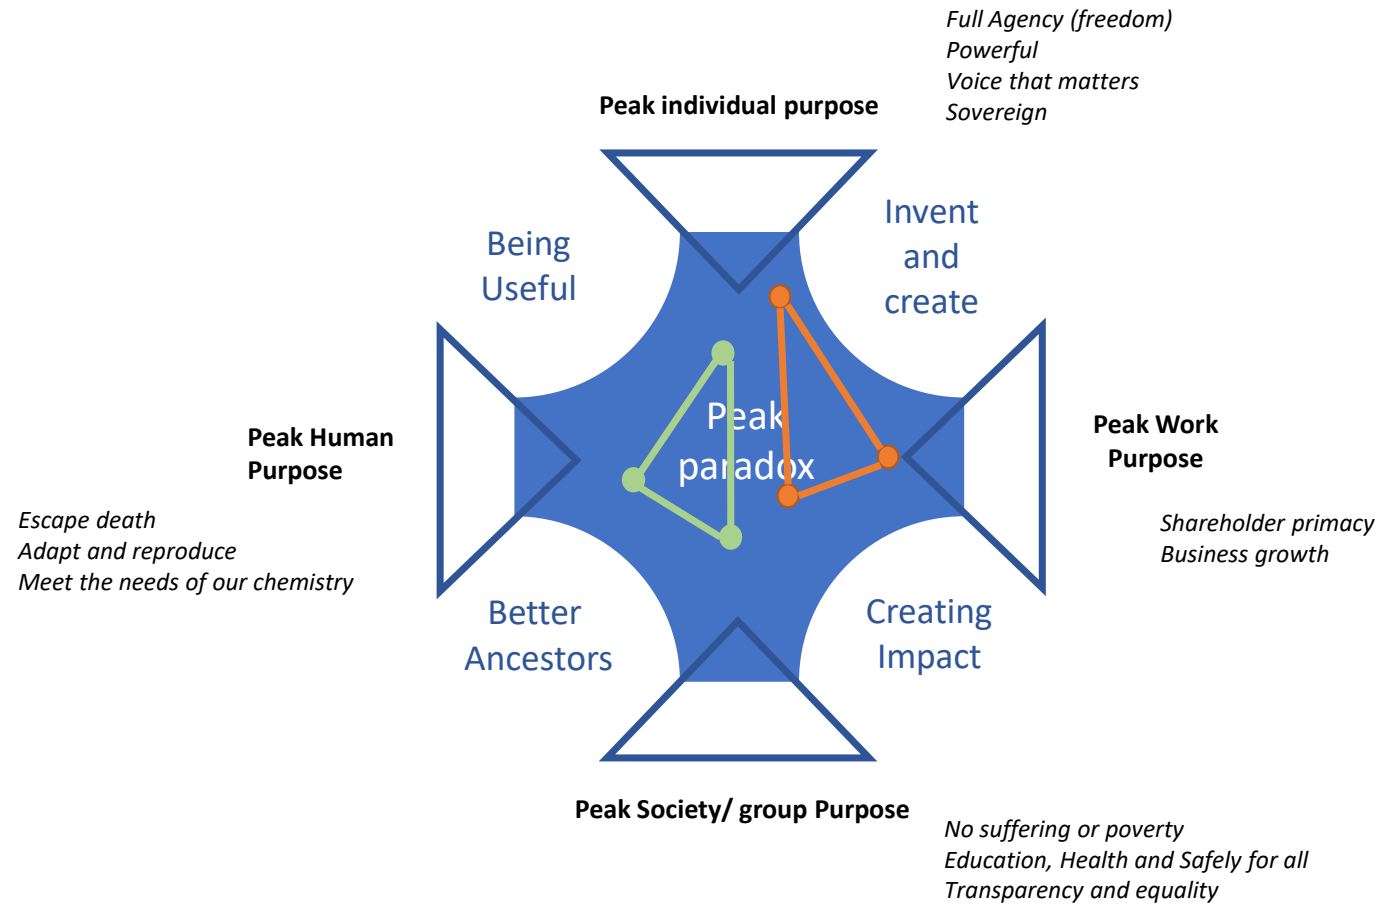 Full Agency (freedom)
Powerful
Voice that matters
Sovereign
Peak individual purpose
Being
Useful
Invent
and
create
Peak
paradox
Peak Human
Purpose
Peak Work
Purpose
Escape death
Adapt and reproduce
Meet the needs of our chemistry
Shareholder primacy
Business growth
Better
Ancestors
Creating
Impact
Peak Society/ group Purpose
No suffering or poverty
Education, Health and Safely for all
Transparency and equality